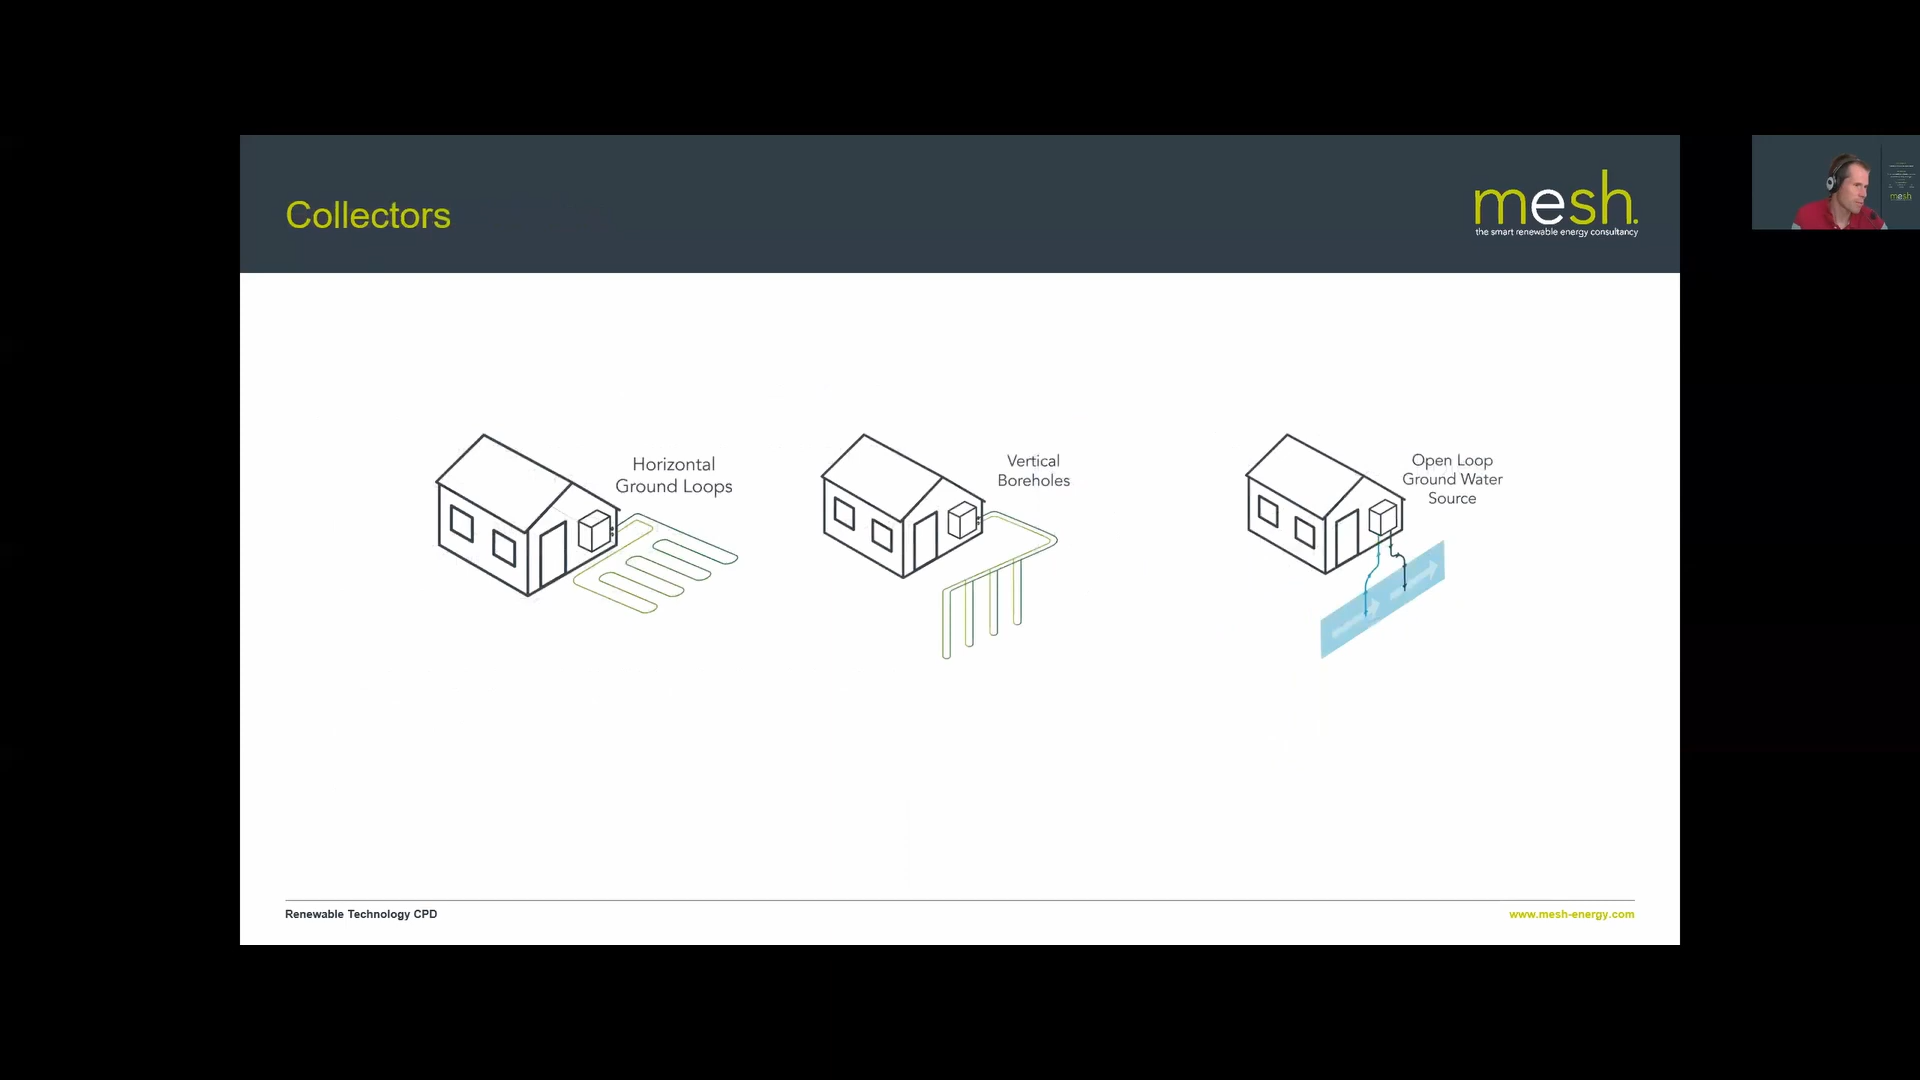 Collectors
mesh.
the smart renewable energy consultancy
Horizontal
Ground Loops
Vertical
Boreholes
Open Loop
Ground Water
Source
Renewable Technology CPD
www.mesh-energy.com
mesh